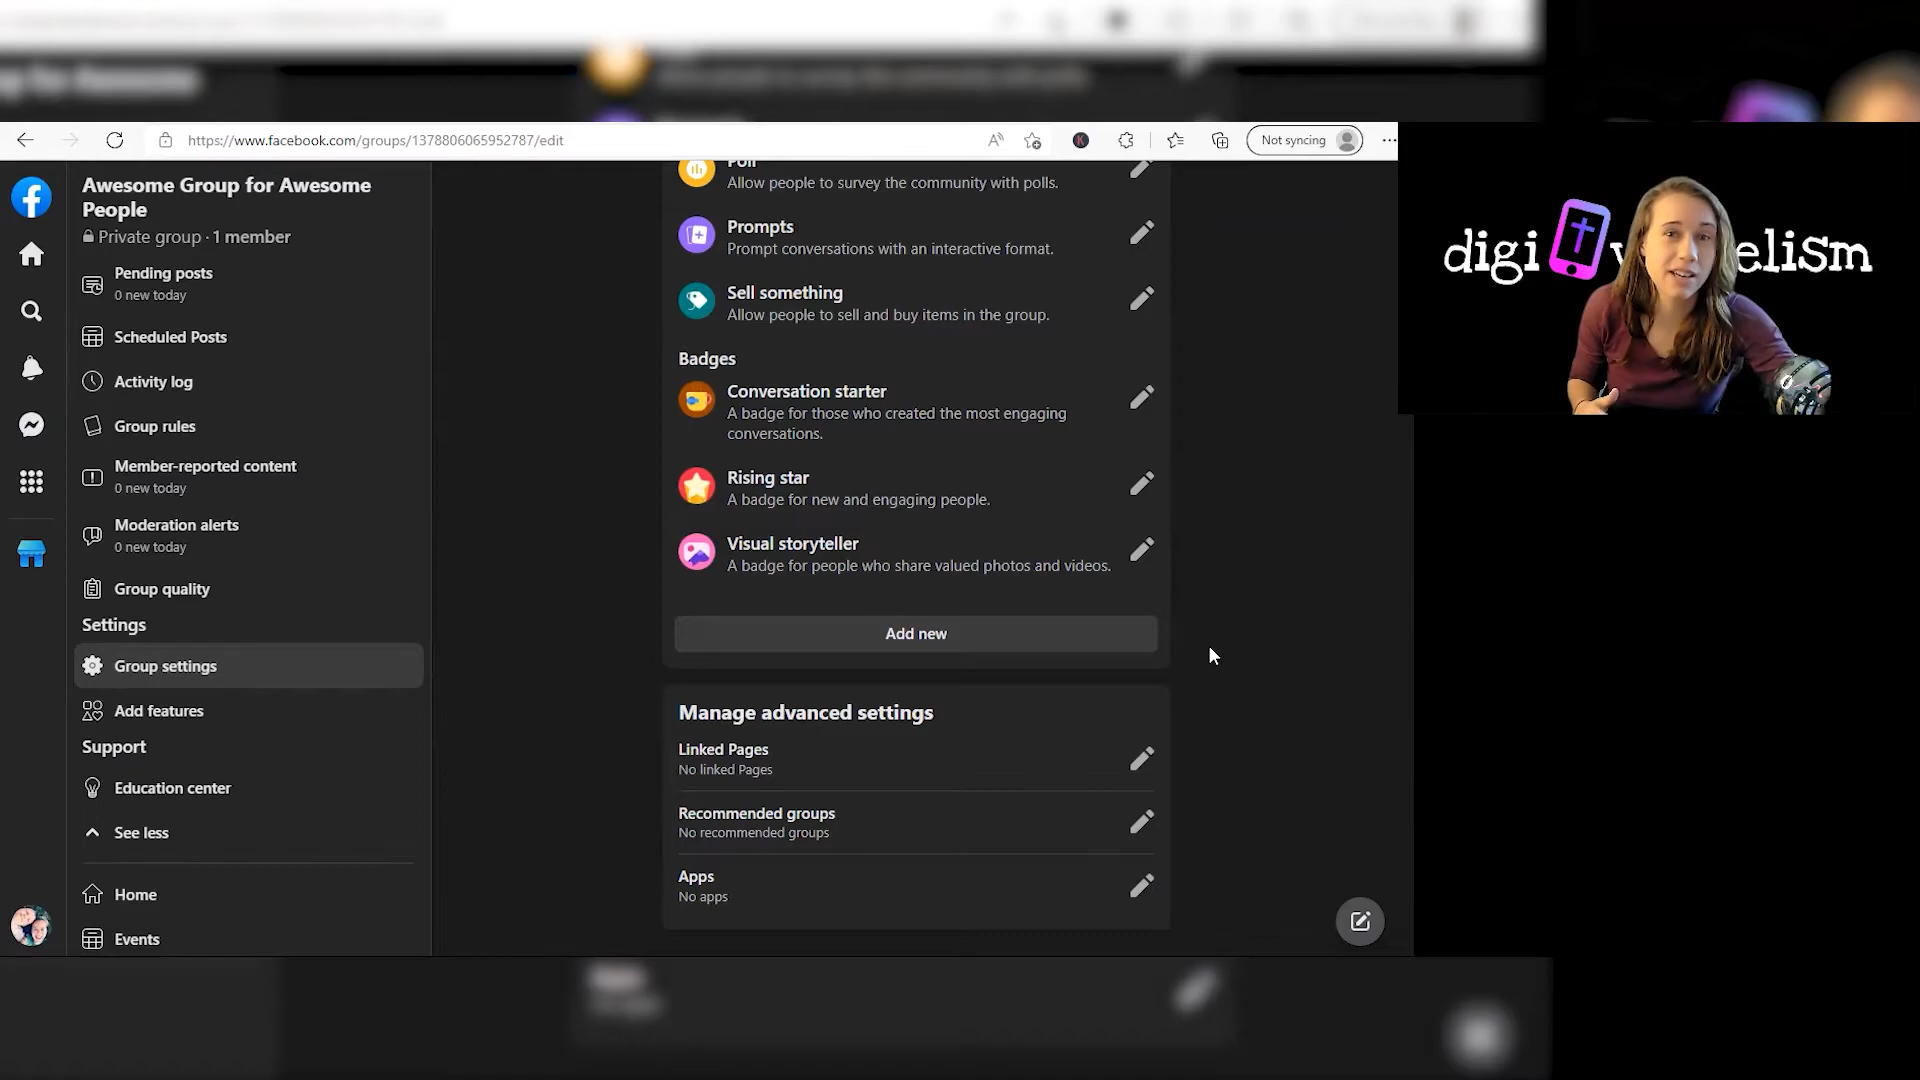 https://www.facebook.com/groups/1378806065952787/edit
Not syncing
Awesome Group for Awesome
People
Private group · 1 member
Pending posts
0 new today
Scheduled Posts
Activity log
Group rules
Member-reported content
0 new today
Moderation alerts
0 new today
Group quality
Settings
Group settings
Add features
Support
Education center
See less
Home
Events
Poll
Allow people to survey the community with polls.
Prompts
Prompt conversations with an interactive format.
Sell something
Allow people to sell and buy items in the group.
Badges
Conversation starter
A badge for those who created the most engaging
conversations.
Rising star
A badge for new and engaging people.
Visual storyteller
A badge for people who share valued photos and videos.
Add new
Manage advanced settings
Linked Pages
No linked Pages
Recommended groups
No recommended groups
Apps
No apps
digi elism